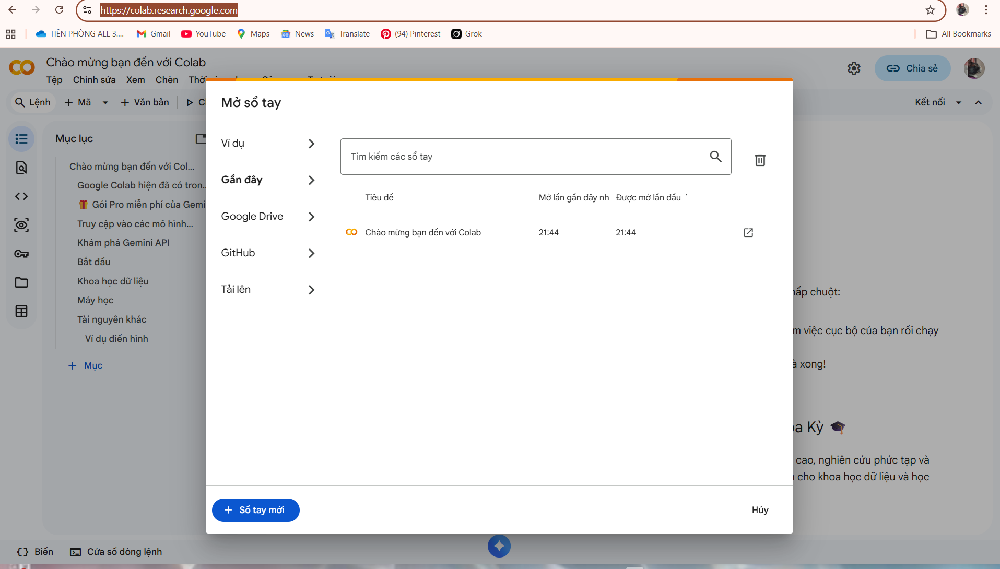 https://colab.research.google.com
TIỀN PHÒNG ALL 3.... Gmail YouTube Maps News Translate (94) Pinterest Grok All Bookmarks
Chào mừng bạn đến với Colab
Tệp Chỉnh sửa Xem Chèn
Chia sẻ
Lệnh + Mã + Văn bản
Kết nối
Mục lục
Chào mừng bạn đến với Col...
Google Colab hiện đã có tron...
Gói Pro miễn phí của Gemi
Truy cập vào các mô hình...
Khám phá Gemini API
Bắt đầu
Khoa học dữ liệu
Máy học
Tài nguyên khác
Ví dụ điển hình
+ Mục
Mở sổ tay
Ví dụ
Gần đây
Google Drive
GitHub
Tải lên
Tìm kiếm các sổ tay
Tiêu đề Mở lần gần đây nh Được mở lần đầu
Chào mừng bạn đến với Colab 21:44 21:44
+ Sổ tay mới
Hủy
chuột:
việc cục bộ của bạn rồi chạy
xong!
Kỳ
cao, nghiên cứu phức tạp và
cho khoa học dữ liệu và học
Biến Cửa sổ dòng lệnh